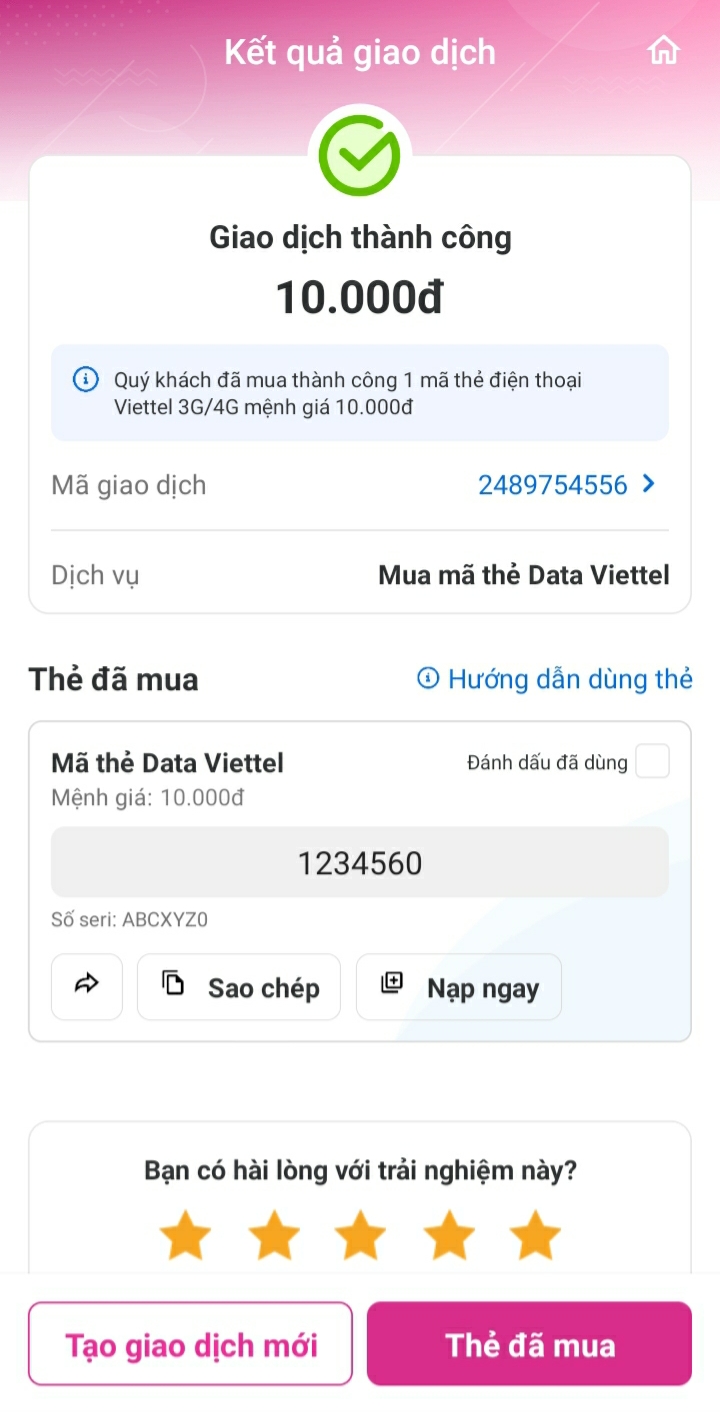 Kết quả giao dịch
Giao dịch thành công
10.000đ
Quý khách đã mua thành công 1 mã thẻ điện thoại
Viettel 3G/4G mệnh giá 10.000đ
Mã giao dịch 2489754556
Dịch vụ Mua mã thẻ Data Viettel
Thẻ đã mua Hướng dẫn dùng thẻ
Mã thẻ Data Viettel Đánh dấu đã dùng
Mệnh giá: 10.000đ
1234560
Số seri: ABCXYZ0
Sao chép Nạp ngay
Bạn có hài lòng với trải nghiệm này?
Tạo giao dịch mới Thẻ đã mua